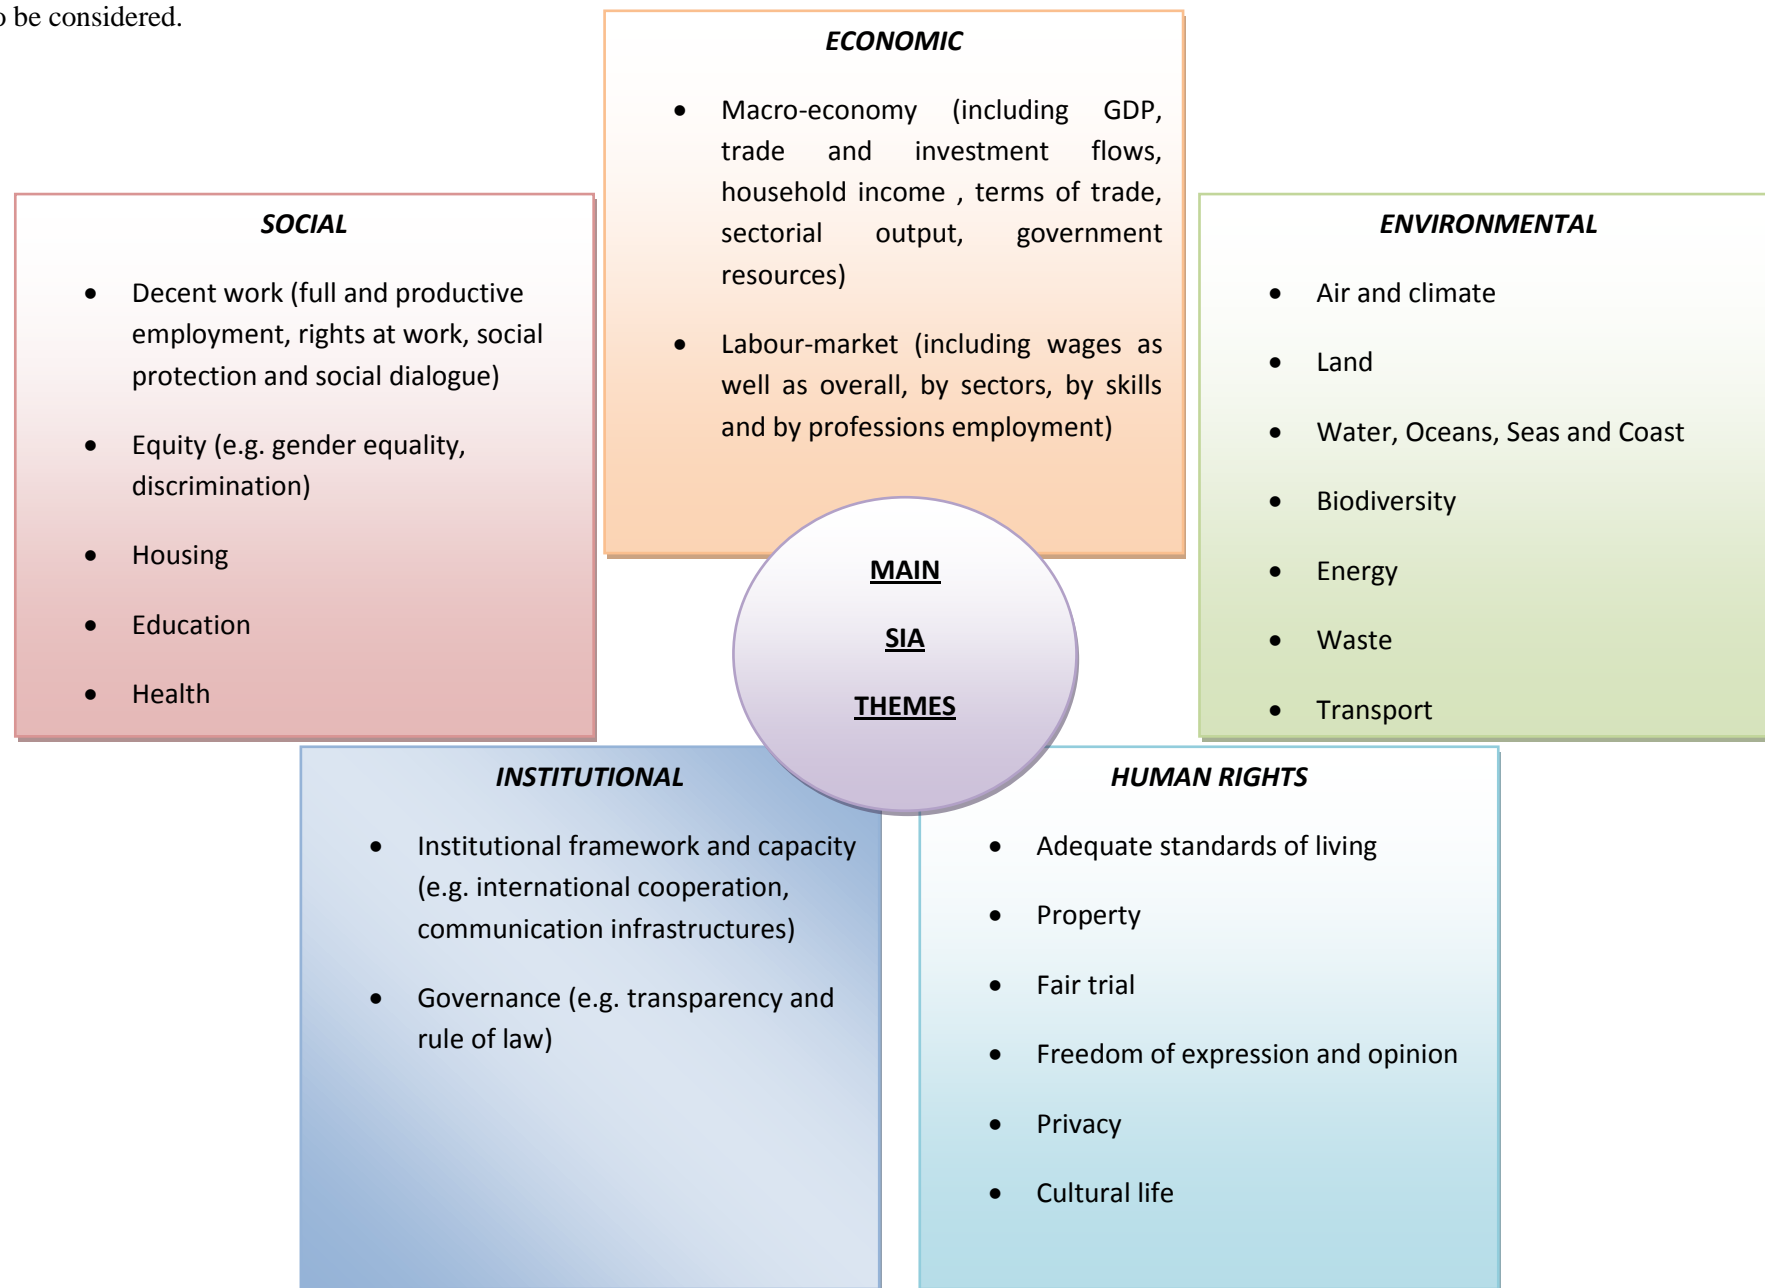 o be considered.
ECONOMIC
• Macro-economy (including GDP,
trade and investment flows,
household income , terms of trade,
sectorial output, government
resources)
• Labour-market (including wages as
well as overall, by sectors, by skills
and by professions employment)
SOCIAL
• Decent work (full and productive
employment, rights at work, social
protection and social dialogue)
• Equity (e.g. gender equality,
discrimination)
• Housing
• Education
• Health
ENVIRONMENTAL
• Air and climate
• Land
• Water, Oceans, Seas and Coast
• Biodiversity
• Energy
• Waste
• Transport
MAIN
SIA
THEMES
INSTITUTIONAL
• Institutional framework and capacity
(e.g. international cooperation,
communication infrastructures)
• Governance (e.g. transparency and
rule of law)
HUMAN RIGHTS
• Adequate standards of living
• Property
• Fair trial
• Freedom of expression and opinion
• Privacy
• Cultural life